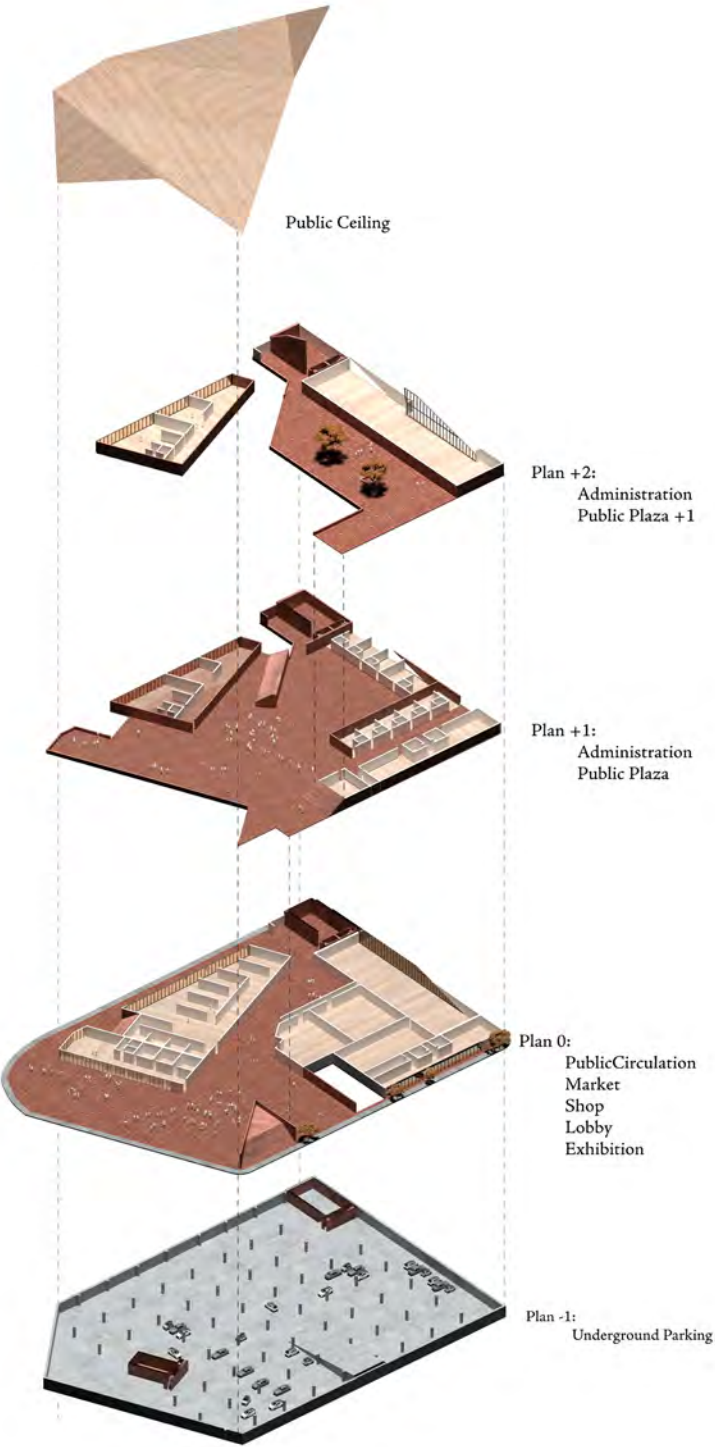 Public Ceiling
Plan +2:
Administration
Public Plaza +1
Plan +1:
Administration
Public Plaza
Plan 0:
PublicCirculation
Market
Shop
Lobby
Exhibition
Plan -1:
Underground Parking